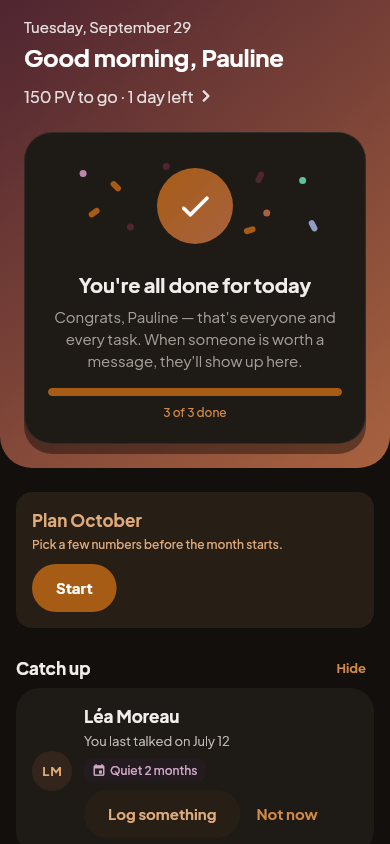 Tuesday, September 29
Good morning, Pauline
150 PV to go · 1 day left
You're all done for today
Congrats, Pauline — that's everyone and
every task. When someone is worth a
message, they'll show up here.
3 of 3 done
Plan October
Pick a few numbers before the month starts.
Start
Catch up
Hide
Léa Moreau
You last talked on July 12
LM
Quiet 2 months
Log something
Not now